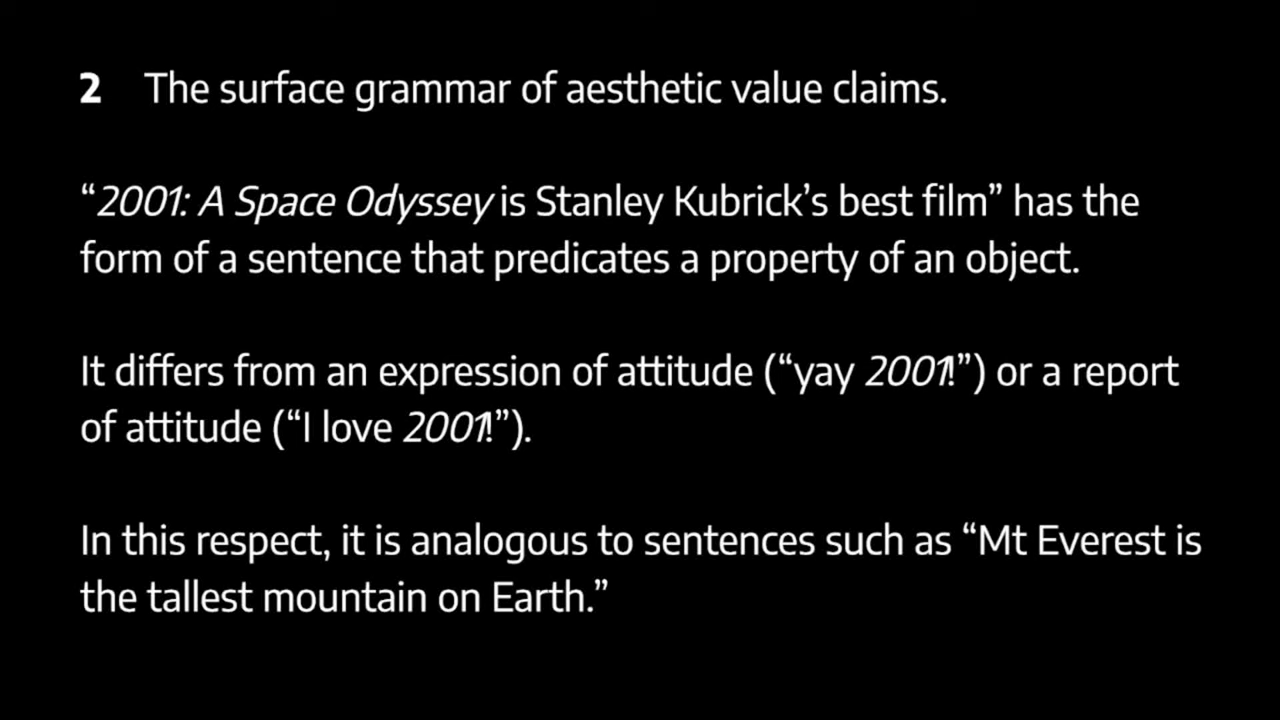 2 The surface grammar of aesthetic value claims.
“2001: A Space Odyssey is Stanley Kubrick’s best film” has the
form of a sentence that predicates a property of an object.
It differs from an expression of attitude (“yay 2001!”) or a report
of attitude (“I love 2001!”).
In this respect, it is analogous to sentences such as “Mt Everest is
the tallest mountain on Earth.”